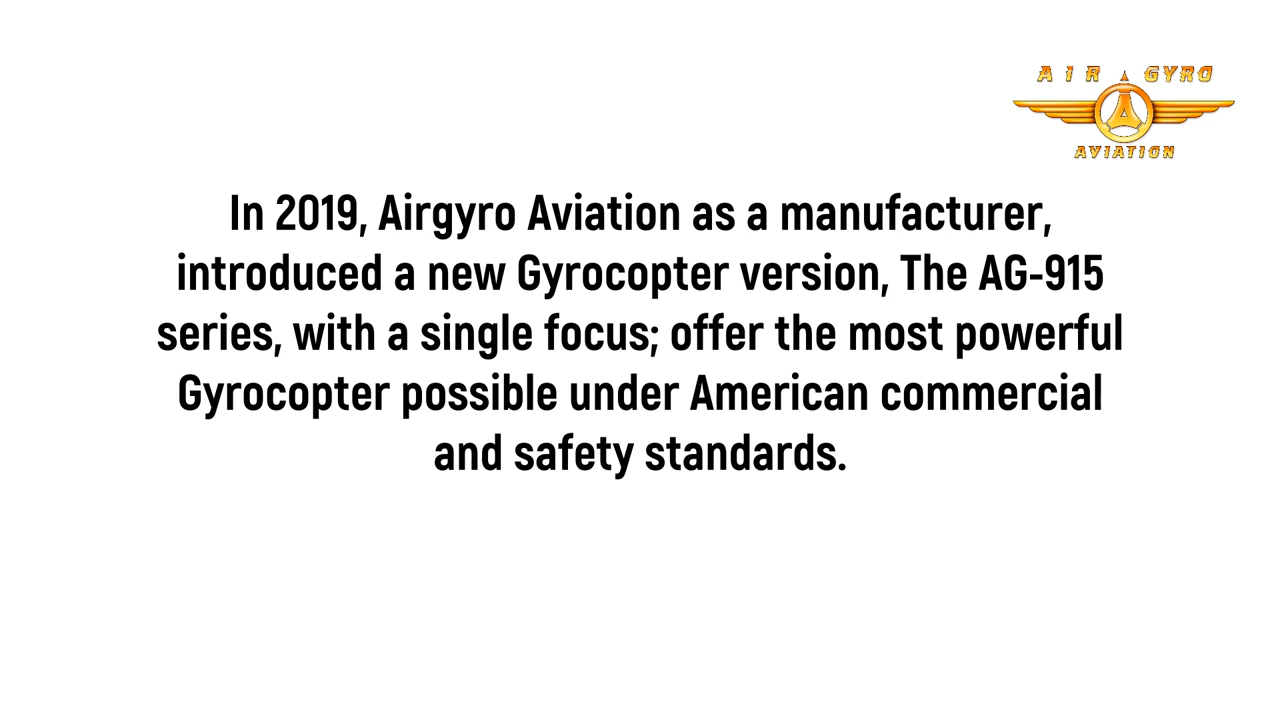 AIR GYRO
AVIATION
In 2019, Airgyro Aviation as a manufacturer,
introduced a new Gyrocopter version, The AG-915
series, with a single focus; offer the most powerful
Gyrocopter possible under American commercial
and safety standards.